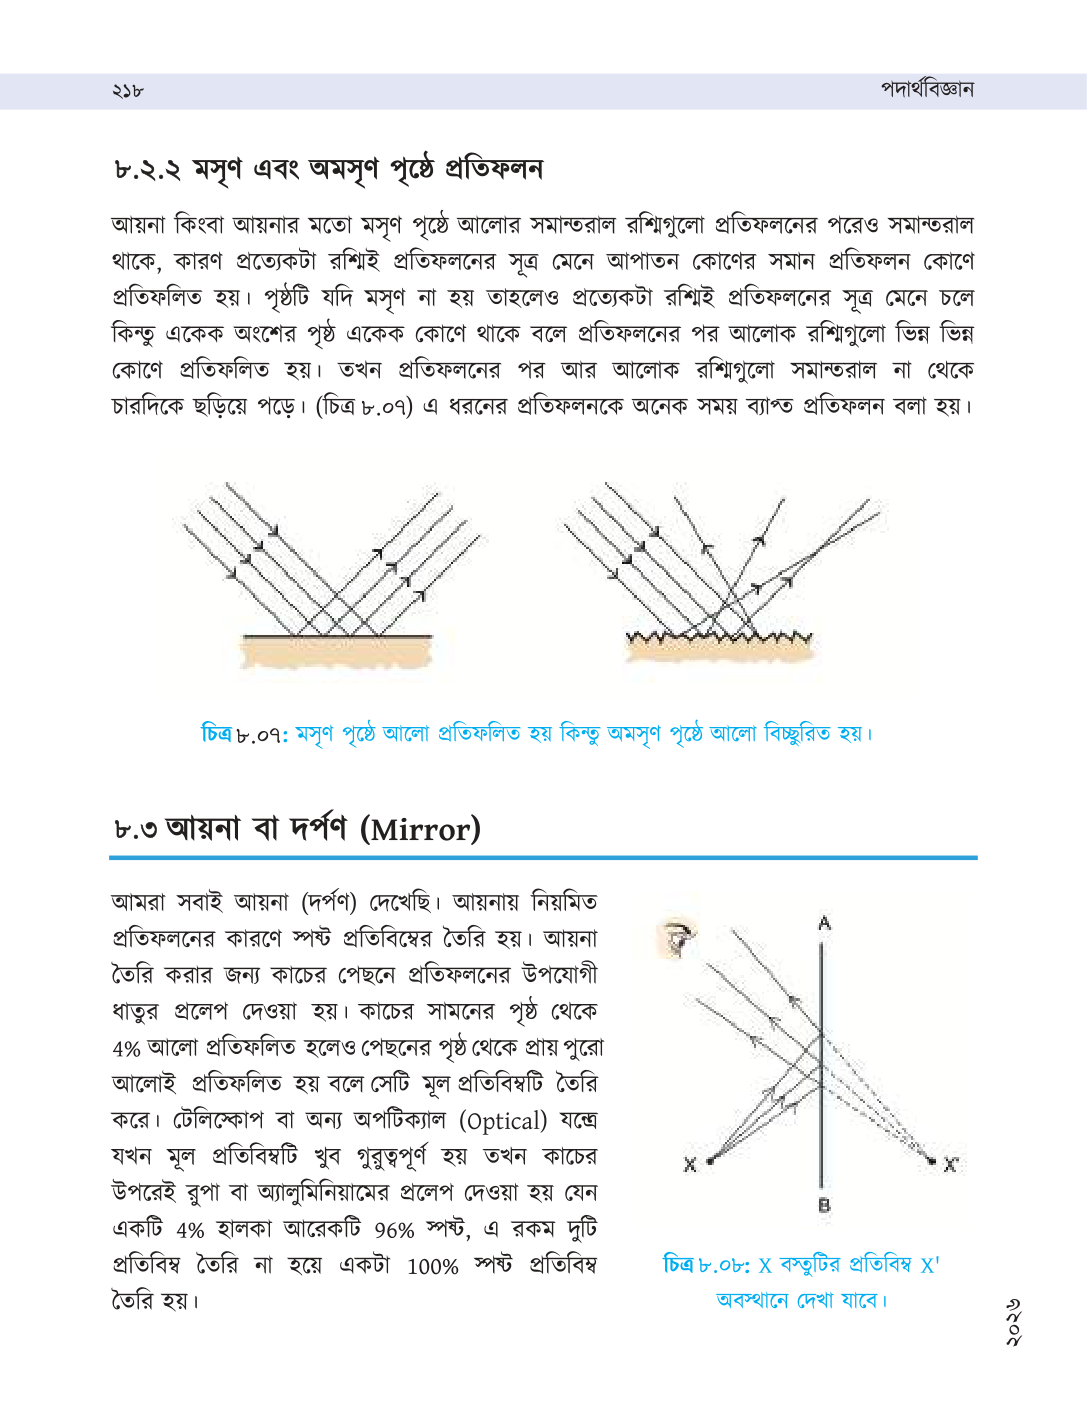 ২১৮
পদার্থবিজ্ঞান
৮.২.২ মসৃণ এবং অমসৃণ পৃষ্ঠে প্রতিফলন
আয়না কিংবা আয়নার মতো মসৃণ পৃষ্ঠে আলোর সমান্তরাল রশ্মিগুলো প্রতিফলনের পরেও সমান্তরাল
থাকে, কারণ প্রত্যেকটা রশ্মিই প্রতিফলনের সূত্র মেনে আপাতন কোণের সমান প্রতিফলন কোণে
প্রতিফলিত হয়। পৃষ্ঠটি যদি মসৃণ না হয় তাহলেও প্রত্যেকটা রশ্মিই প্রতিফলনের সূত্র মেনে চলে
কিন্তু একেক অংশের পৃষ্ঠ একেক কোণে থাকে বলে প্রতিফলনের পর আলোক রশ্মিগুলো ভিন্ন ভিন্ন
কোণে প্রতিফলিত হয়। তখন প্রতিফলনের পর আর আলোক রশ্মিগুলো সমান্তরাল না থেকে
চারদিকে ছড়িয়ে পড়ে। (চিত্র ৮.০৭) এ ধরনের প্রতিফলনকে অনেক সময় ব্যাপ্ত প্রতিফলন বলা হয়।
চিত্র ৮.০৭: মসৃণ পৃষ্ঠে আলো প্রতিফলিত হয় কিন্তু অমসৃণ পৃষ্ঠে আলো বিচ্ছুরিত হয়।
৮.৩ আয়না বা দর্পণ (Mirror)
আমরা সবাই আয়না (দর্পণ) দেখেছি। আয়নায় নিয়মিত
প্রতিফলনের কারণে স্পষ্ট প্রতিবিম্বের তৈরি হয়। আয়না
তৈরি করার জন্য কাচের পেছনে প্রতিফলনের উপযোগী
ধাতুর প্রলেপ দেওয়া হয়। কাচের সামনের পৃষ্ঠ থেকে
4% আলো প্রতিফলিত হলেও পেছনের পৃষ্ঠ থেকে প্রায় পুরো
আলোই প্রতিফলিত হয় বলে সেটি মূল প্রতিবিম্বটি তৈরি
করে। টেলিস্কোপ বা অন্য অপটিক্যাল (Optical) যন্ত্রে
যখন মূল প্রতিবিম্বটি খুব গুরুত্বপূর্ণ হয় তখন কাচের
উপরেই রুপা বা অ্যালুমিনিয়ামের প্রলেপ দেওয়া হয় যেন
একটি 4% হালকা আরেকটি 96% স্পষ্ট, এ রকম দুটি
প্রতিবিম্ব তৈরি না হয়ে একটা 100% স্পষ্ট প্রতিবিম্ব
তৈরি হয়।
A
X
X'
B
চিত্র ৮.০৮: X বস্তুটির প্রতিবিম্ব X'
অবস্থানে দেখা যাবে।
২০২৬